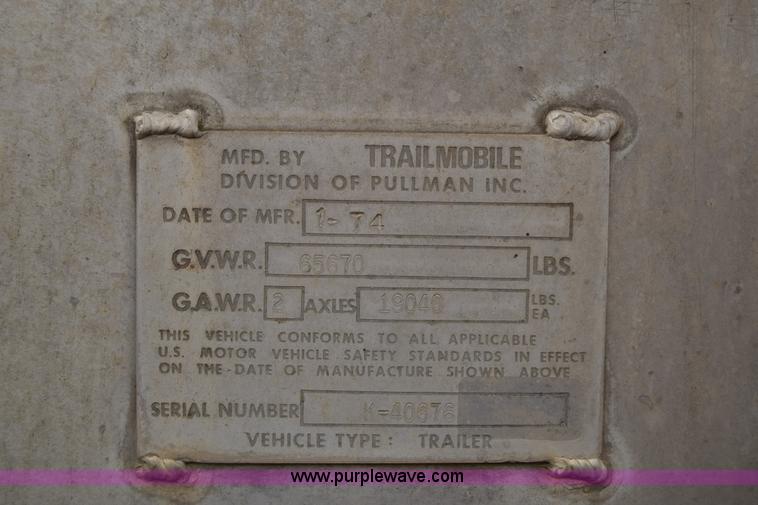 MFD. BY TRAILMOBILE
DIVISION OF PULLMAN INC.
DATE OF MFR. 1-74
G.V.W.R. 65670 LBS.
G.A.W.R. 2 AXLES 19040 LBS. EA
THIS VEHICLE CONFORMS TO ALL APPLICABLE
U.S. MOTOR VEHICLE SAFETY STANDARDS IN EFFECT
ON THE DATE OF MANUFACTURE SHOWN ABOVE
SERIAL NUMBER K-40676
VEHICLE TYPE: TRAILER
www.purplewave.com